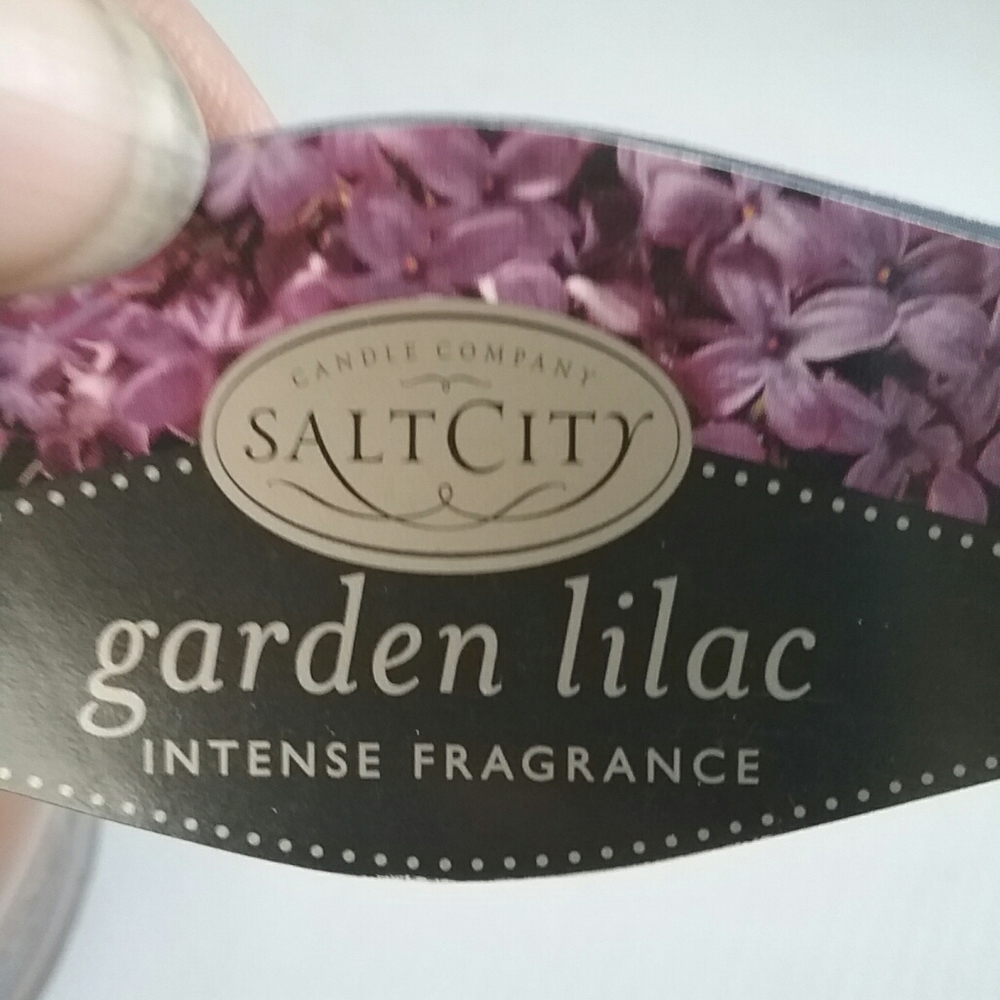 CANDLE COMPANY
SALTCITY
garden lilac
INTENSE FRAGRANCE